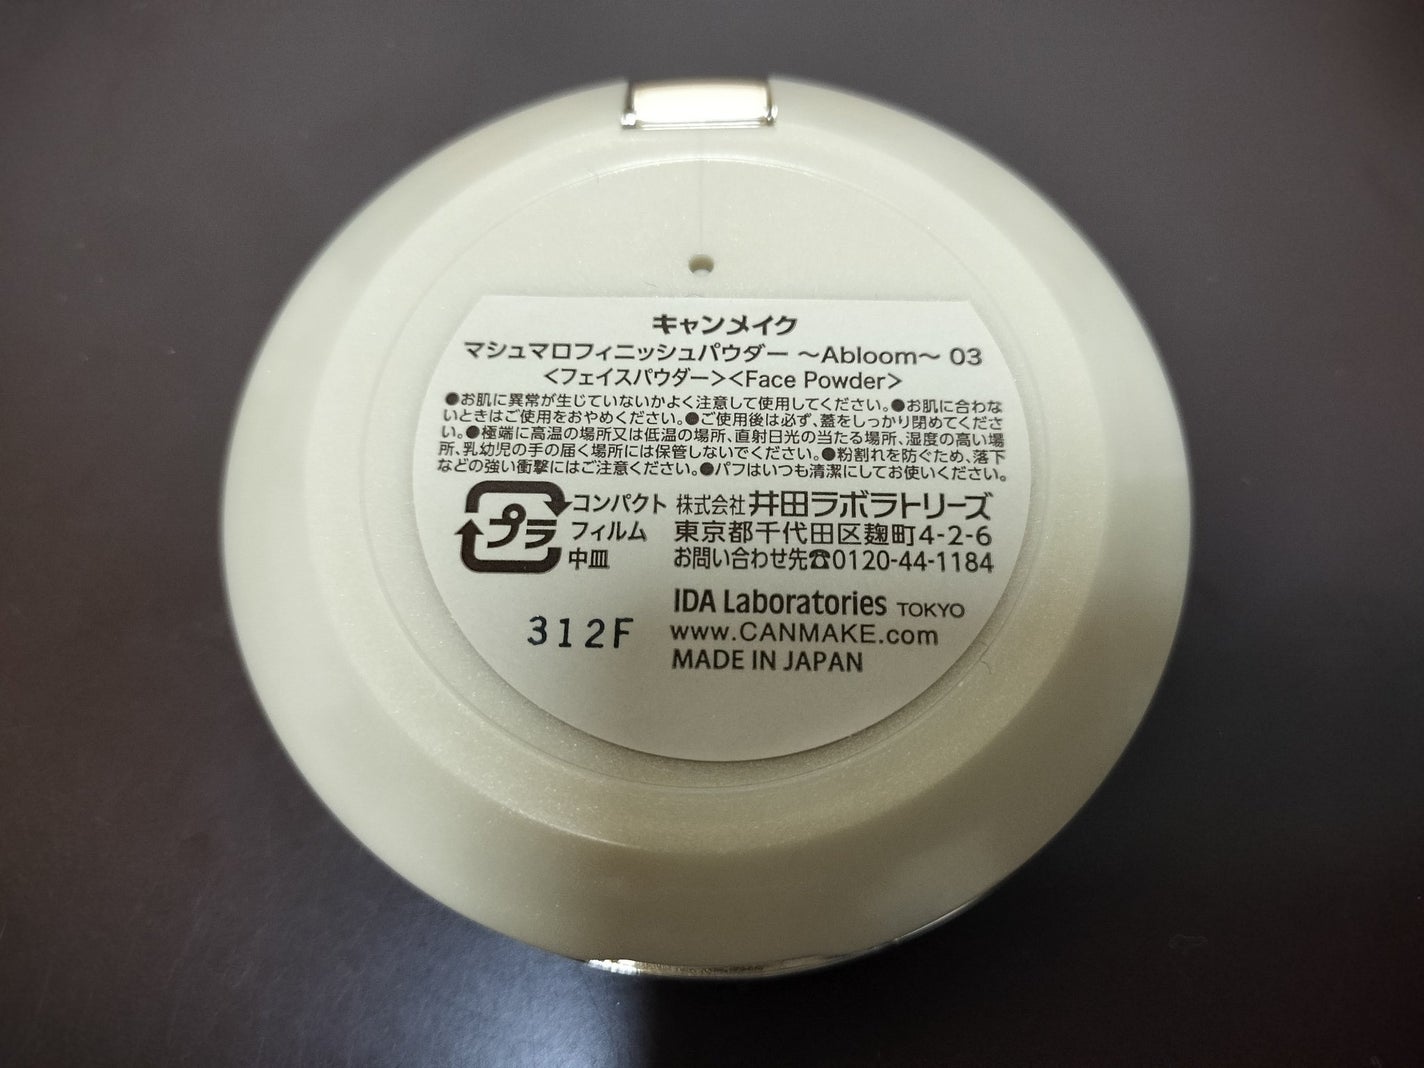 キャンメイク
マシュマロフィニッシュパウダー ～Abloom～ 03
＜フェイスパウダー＞＜Face Powder＞
●お肌に異常が生じていないかよく注意して使用してください。●お肌に合わな
いときはご使用をおやめください。●ご使用後は必ず、蓋をしっかり閉めてくださ
い。●極端に高温の場所又は低温の場所、直射日光の当たる場所、湿度の高い場
所、乳幼児の手の届く場所には保管しないでください。●粉割れを防ぐため、落下
などの強い衝撃にはご注意ください。●パフはいつも清潔にしてお使いください。
プラ
コンパクト
フィルム
中皿
株式会社 井田ラボラトリーズ
東京都千代田区麹町4-2-6
お問い合わせ先☎0120-44-1184
IDA Laboratories TOKYO
www.CANMAKE.com
MADE IN JAPAN
312F